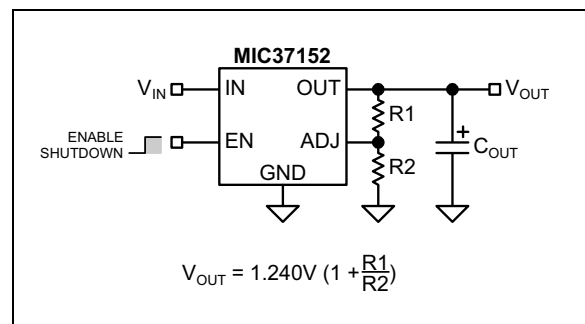 MIC37152
V_IN
IN
OUT
V_OUT
R1
ENABLE
SHUTDOWN
EN
ADJ
+
C_OUT
R2
GND
V_OUT = 1.240V (1 + R1/R2)